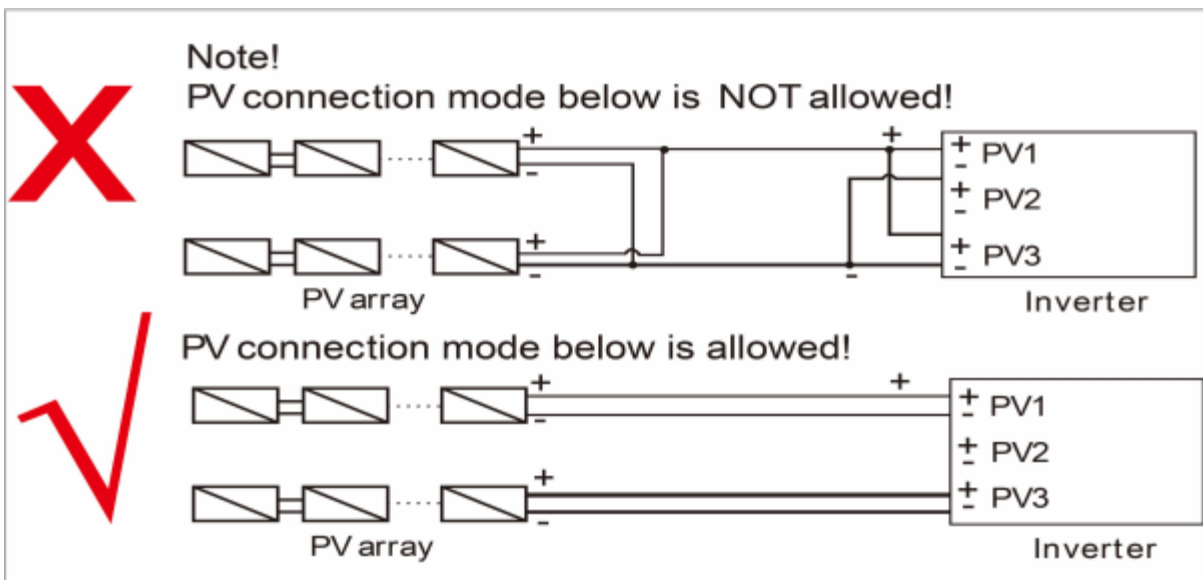 Note!
PV connection mode below is NOT allowed!
+
-
+
+
-
PV1
+
-
PV2
+
-
+
-
PV3
-
PV array
Inverter
PV connection mode below is allowed!
+
-
+
+
-
PV1
+
-
PV2
+
-
+
-
PV3
PV array
Inverter